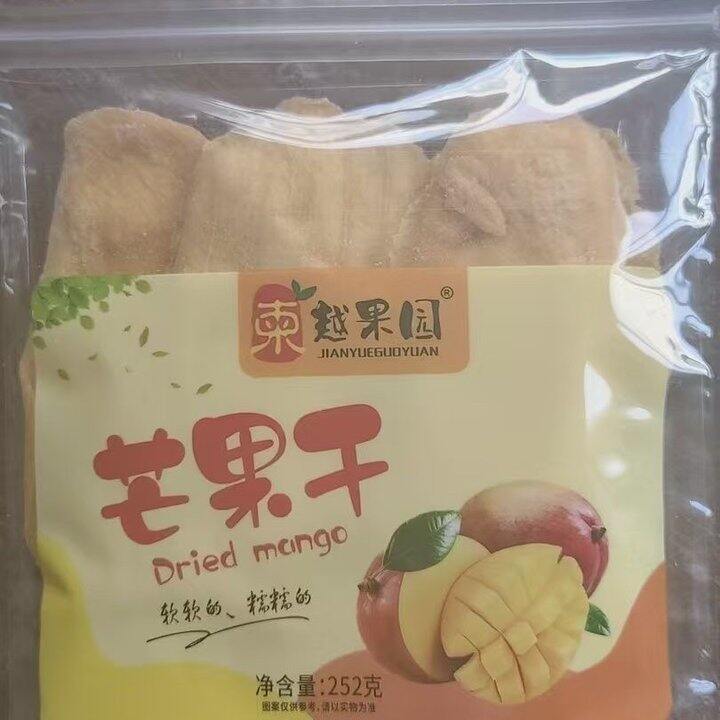 柬越果园®
JIANYUEGUOYUAN
芒果干
Dried mango
软软的、糯糯的
净含量:252克
图案仅供参考,请以实物为准